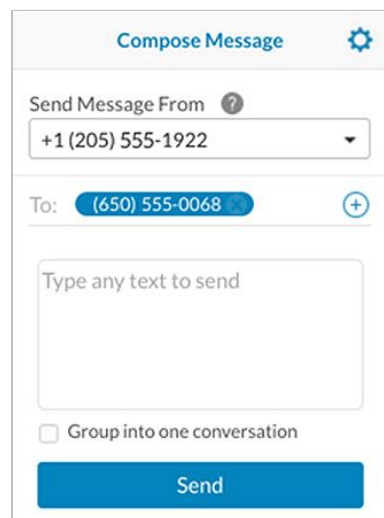 Compose Message
Send Message From ?
+1 (205) 555-1922
To: (650) 555-0068
Type any text to send
Group into one conversation
Send